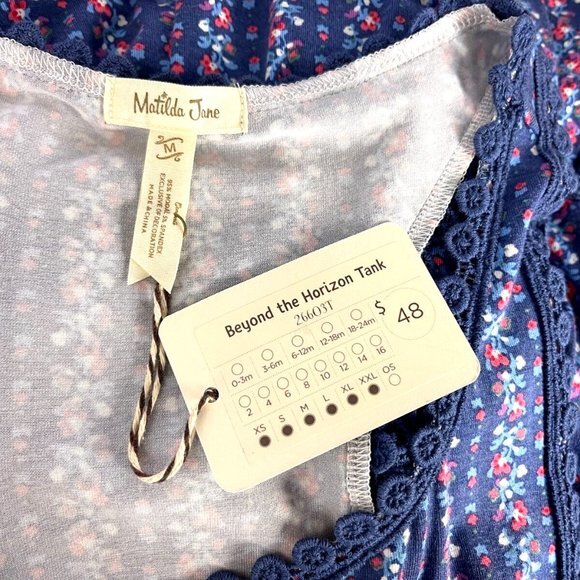 Matilda Jane
M
95% MODAL 5% SPANDEX
EXCLUSIVE OF DECORATION
MADE IN CHINA
Beyond the Horizon Tank
26603T
$ 48
0-3m 3-6m 6-12m 12-18m 18-24m
2 4 6 8 10 12 14 16
XS S M L XL XXL OS